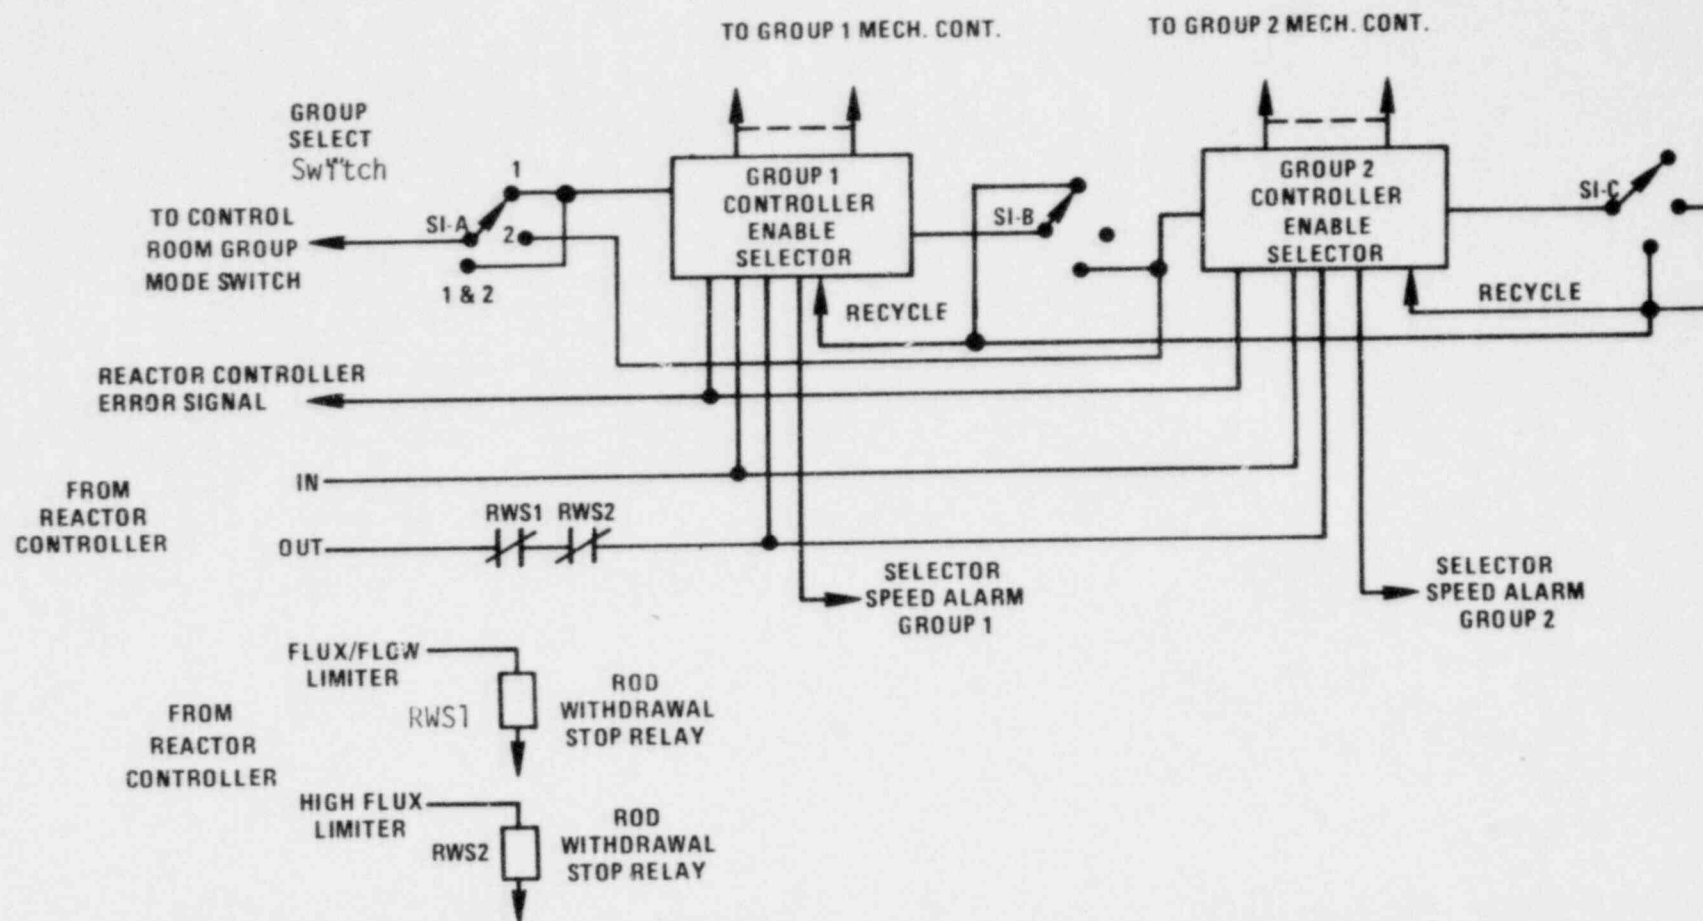 TO GROUP 1 MECH. CONT.
TO GROUP 2 MECH. CONT.
GROUP
SELECT
Switch
1
2
1 & 2
SI-A
TO CONTROL
ROOM GROUP
MODE SWITCH
GROUP 1
CONTROLLER
ENABLE
SELECTOR
SI-B
GROUP 2
CONTROLLER
ENABLE
SELECTOR
SI-C
RECYCLE
RECYCLE
REACTOR CONTROLLER
ERROR SIGNAL
FROM
REACTOR
CONTROLLER
IN
OUT
RWS1 RWS2
SELECTOR
SPEED ALARM
GROUP 1
SELECTOR
SPEED ALARM
GROUP 2
FROM
REACTOR
CONTROLLER
FLUX/FLOW
LIMITER
RWS1
ROD
WITHDRAWAL
STOP RELAY
HIGH FLUX
LIMITER
RWS2
ROD
WITHDRAWAL
STOP RELAY